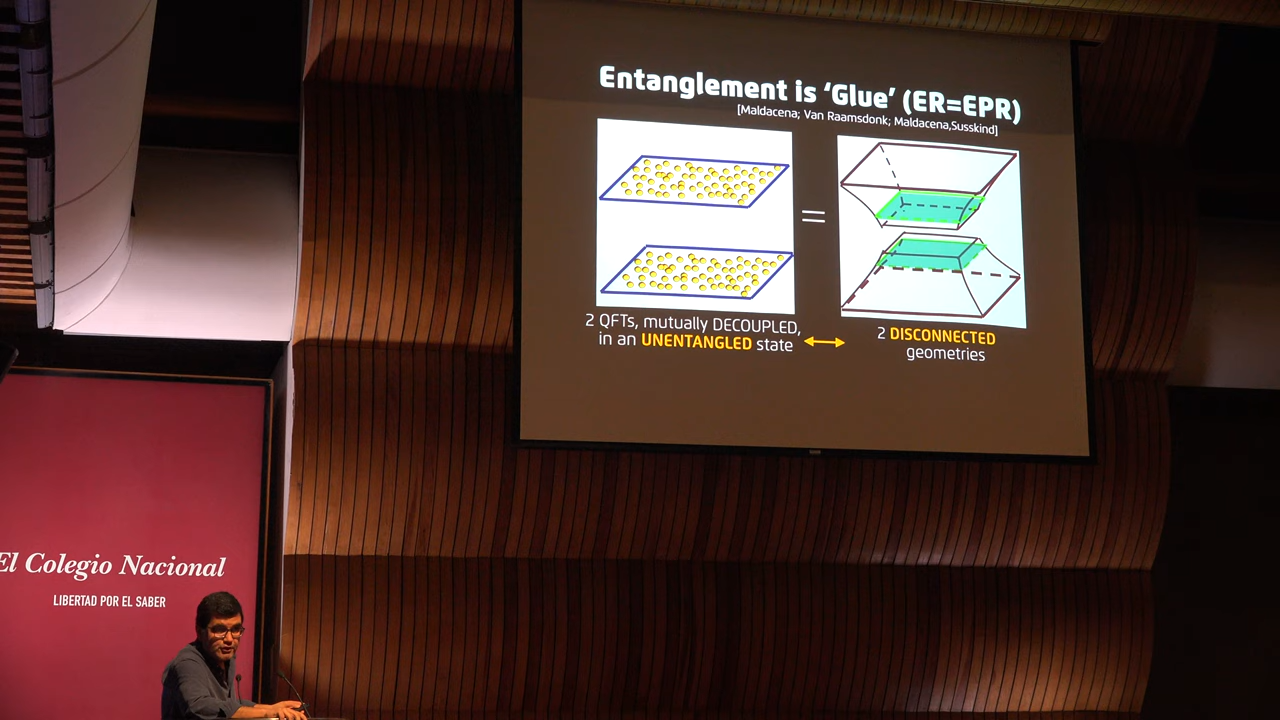 Entanglement is ‘Glue’ (ER=EPR)
[Maldacena; Van Raamsdonk; Maldacena,Susskind]
=
2 QFTs, mutually DECOUPLED,
in an UNENTANGLED state
2 DISCONNECTED
geometries
El Colegio Nacional
LIBERTAD POR EL SABER